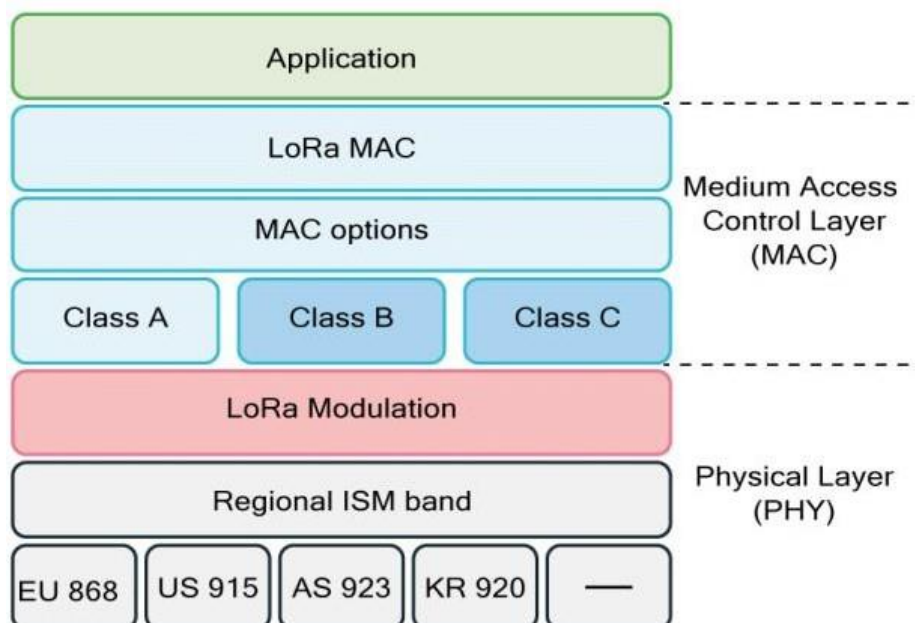 Application
LoRa MAC
MAC options
Class A
Class B
Class C
Medium Access
Control Layer
(MAC)
LoRa Modulation
Regional ISM band
EU 868
US 915
AS 923
KR 920
—
Physical Layer
(PHY)